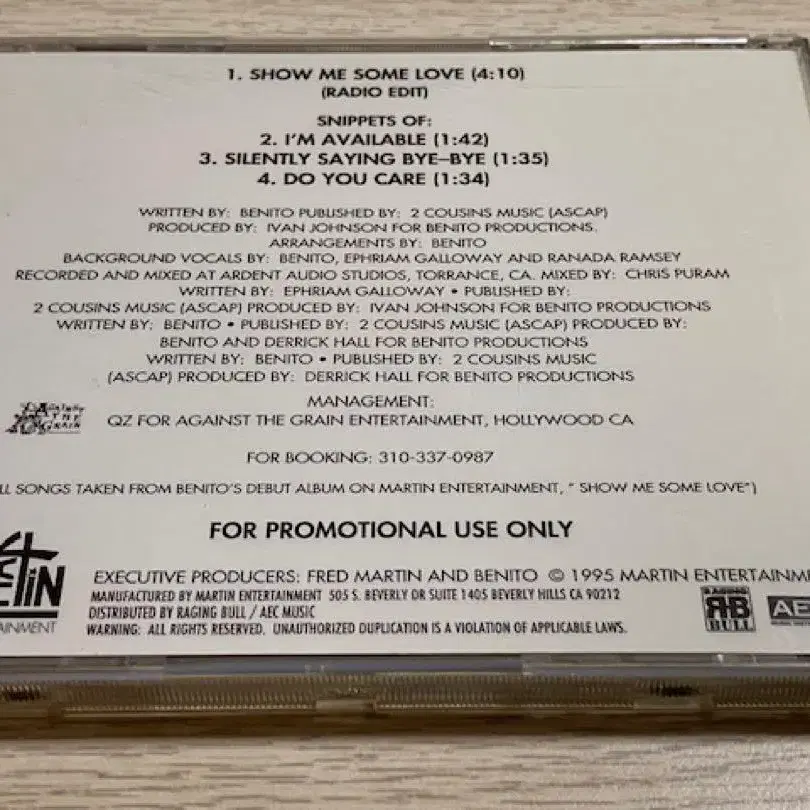 1. SHOW ME SOME LOVE (4:10)
(RADIO EDIT)
SNIPPETS OF:
2. I'M AVAILABLE (1:42)
3. SILENTLY SAYING BYE-BYE (1:35)
4. DO YOU CARE (1:34)
WRITTEN BY: BENITO PUBLISHED BY: 2 COUSINS MUSIC (ASCAP)
PRODUCED BY: IVAN JOHNSON FOR BENITO PRODUCTIONS.
ARRANGEMENTS BY: BENITO
BACKGROUND VOCALS BY: BENITO, EPHRIAM GALLOWAY AND RANADA RAMSEY
RECORDED AND MIXED AT ARDENT AUDIO STUDIOS, TORRANCE, CA. MIXED BY: CHRIS PURAM
WRITTEN BY: EPHRIAM GALLOWAY • PUBLISHED BY:
2 COUSINS MUSIC (ASCAP) PRODUCED BY: IVAN JOHNSON FOR BENITO PRODUCTIONS
WRITTEN BY: BENITO • PUBLISHED BY: 2 COUSINS MUSIC (ASCAP) PRODUCED BY:
BENITO AND DERRICK HALL FOR BENITO PRODUCTIONS
WRITTEN BY: BENITO • PUBLISHED BY: 2 COUSINS MUSIC
(ASCAP) PRODUCED BY: DERRICK HALL FOR BENITO PRODUCTIONS
MANAGEMENT:
AGAINST THE GRAIN
QZ FOR AGAINST THE GRAIN ENTERTAINMENT, HOLLYWOOD CA
FOR BOOKING: 310-337-0987
LL SONGS TAKEN FROM BENITO'S DEBUT ALBUM ON MARTIN ENTERTAINMENT, " SHOW ME SOME LOVE")
FOR PROMOTIONAL USE ONLY
TAINMENT
EXECUTIVE PRODUCERS: FRED MARTIN AND BENITO © 1995 MARTIN ENTERTAINME
MANUFACTURED BY MARTIN ENTERTAINMENT 505 S. BEVERLY DR SUITE 1405 BEVERLY HILLS CA 90212
DISTRIBUTED BY RAGING BULL / AEC MUSIC
WARNING: ALL RIGHTS RESERVED. UNAUTHORIZED DUPLICATION IS A VIOLATION OF APPLICABLE LAWS.
RAGING
RB
BULL